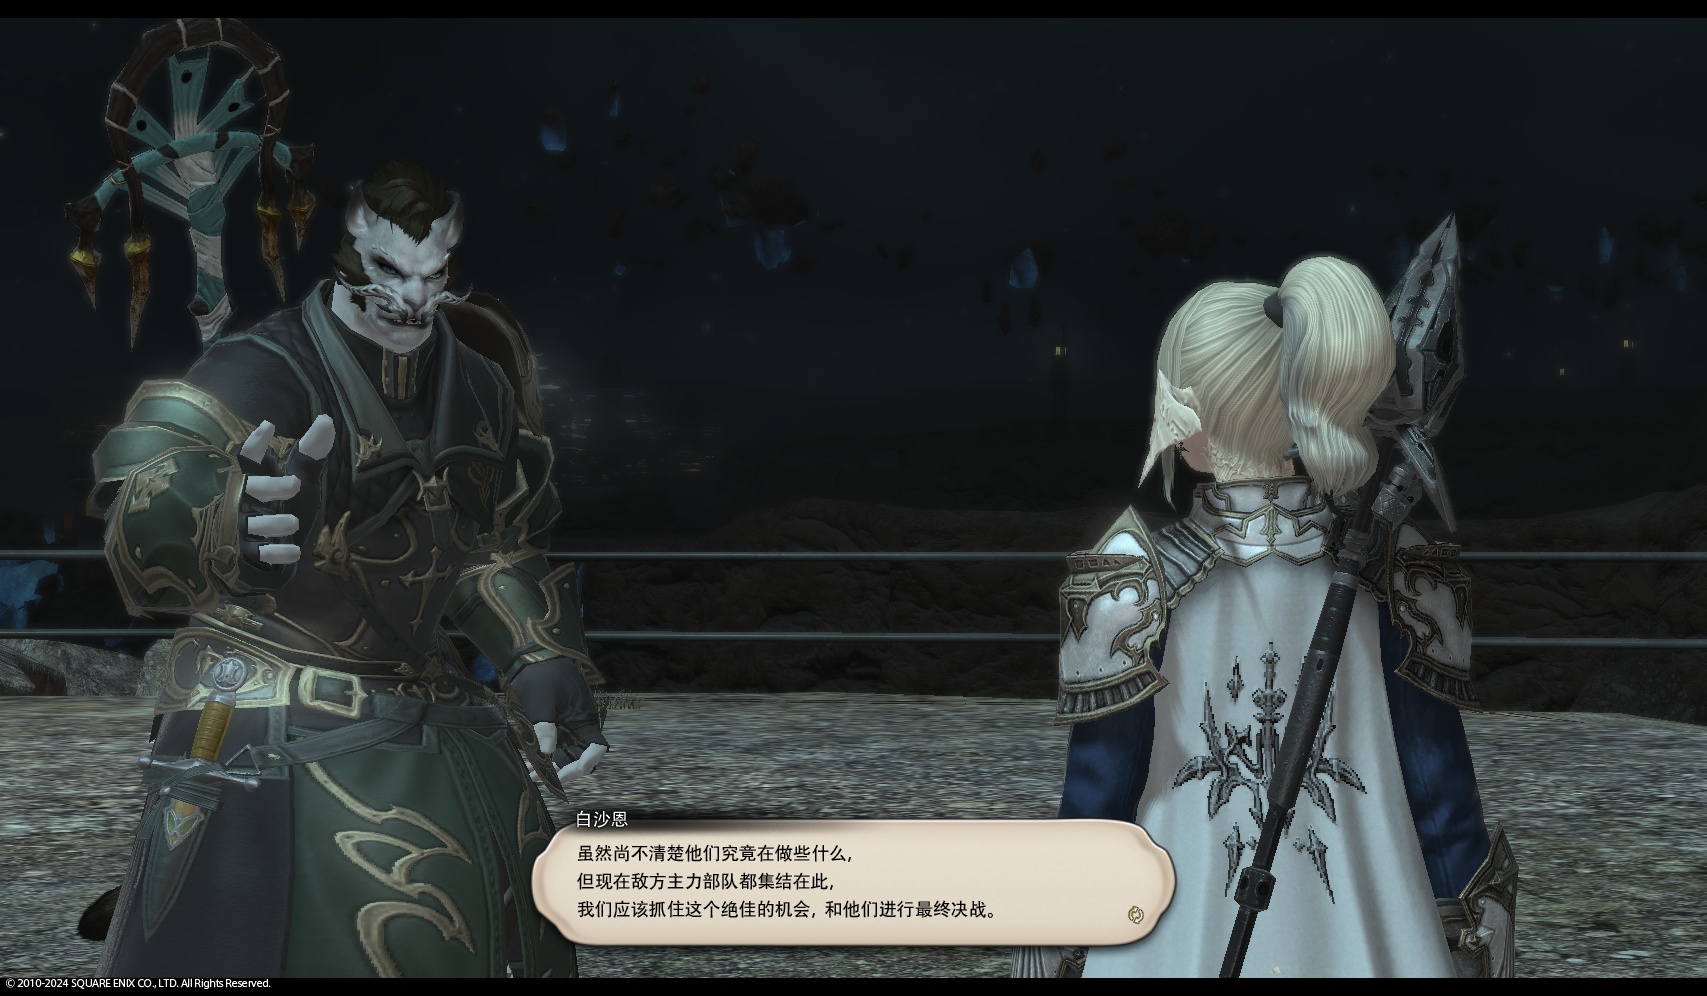 白沙恩
虽然尚不清楚他们究竟在做些什么,
但现在敌方主力部队都集结在此,
我们应该抓住这个绝佳的机会, 和他们进行最终决战。
© 2010-2024 SQUARE ENIX CO., LTD. All Rights Reserved.